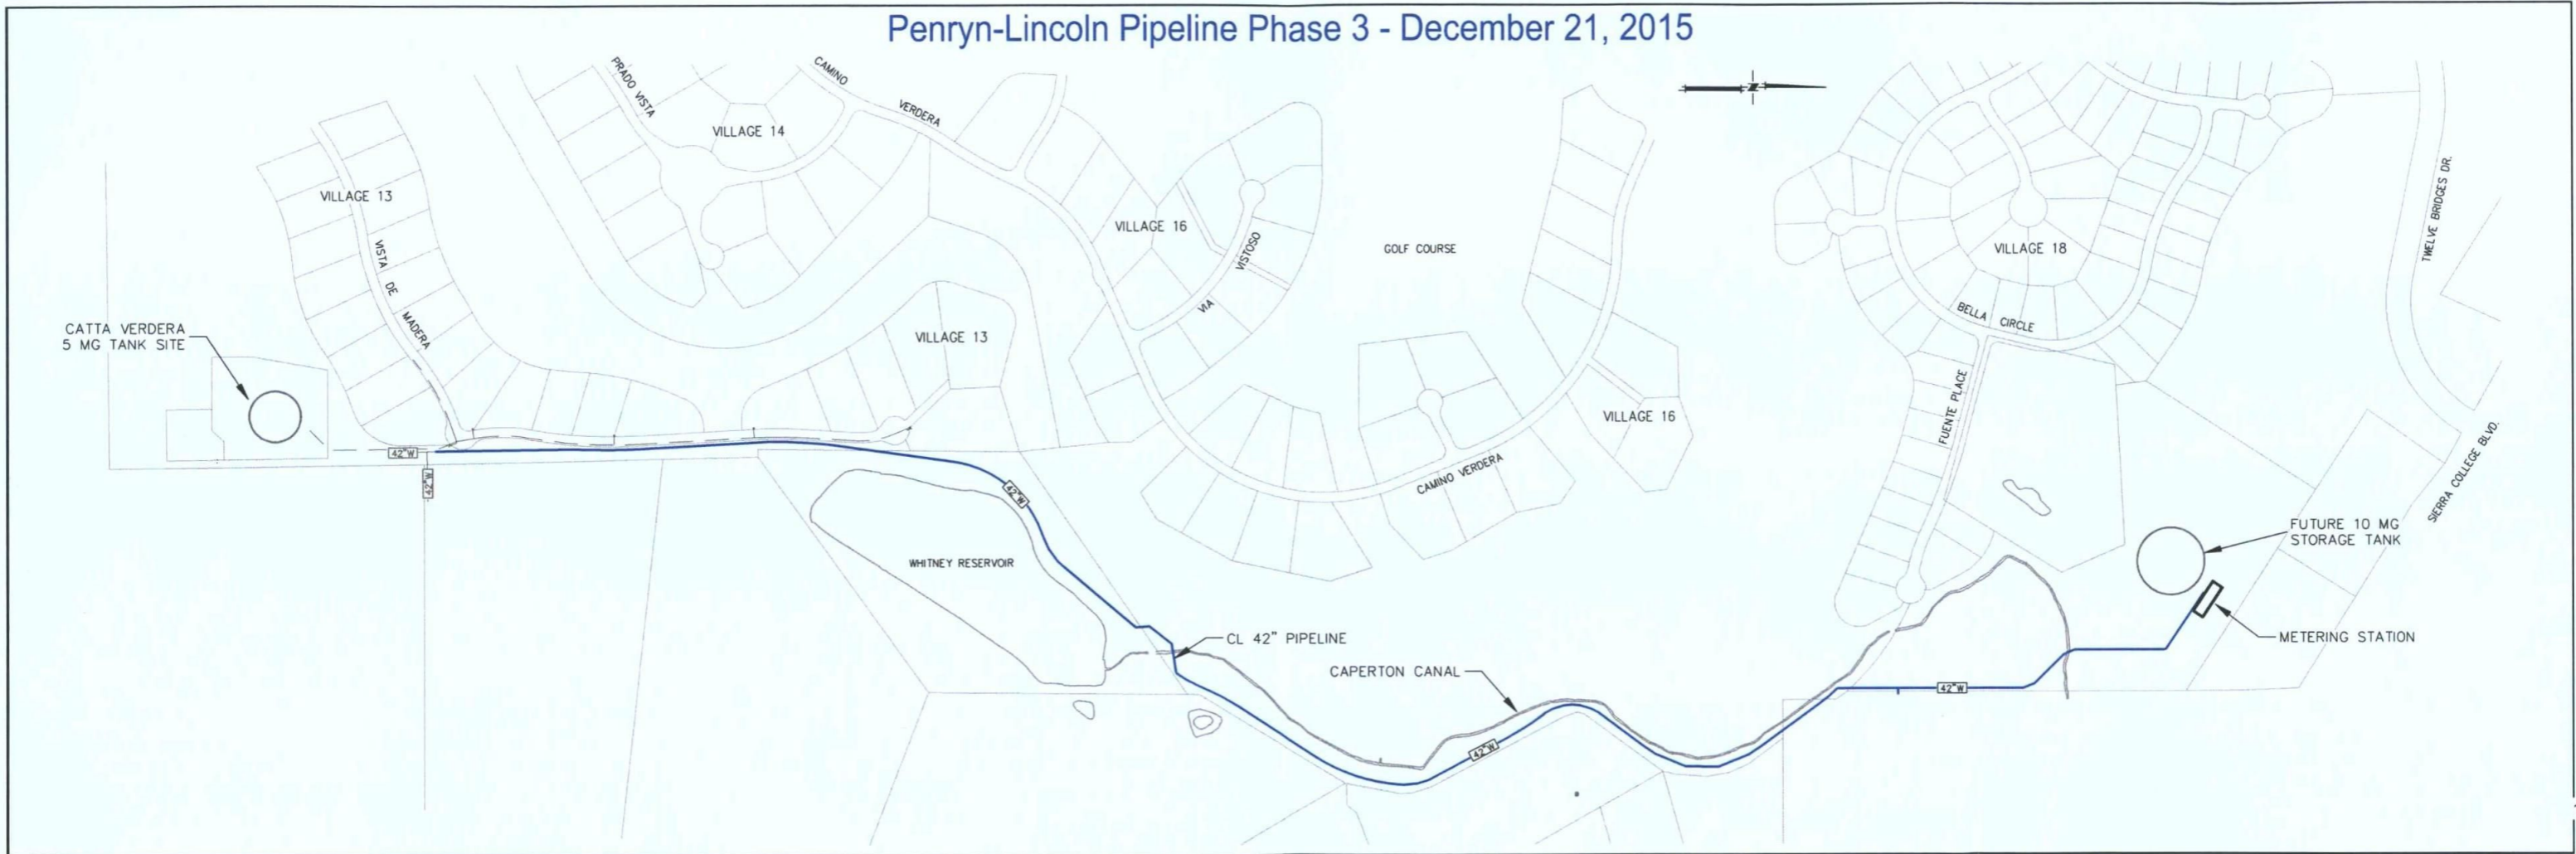 Penryn-Lincoln Pipeline Phase 3 - December 21, 2015
PRADO VISTA
CAMINO
VERDERA
VILLAGE 14
VILLAGE 13
VISTA DE MADERA
VILLAGE 16
VIA VISTOSO
GOLF COURSE
N
VILLAGE 18
TWELVE BRIDGES DR.
BELLA CIRCLE
CATTA VERDERA
5 MG TANK SITE
VILLAGE 13
VILLAGE 16
FUENTE PLACE
CAMINO VERDERA
SIERRA COLLEGE BLVD.
42"W
42"W
42"W
WHITNEY RESERVOIR
FUTURE 10 MG
STORAGE TANK
CL 42" PIPELINE
METERING STATION
CAPERTON CANAL
42"W
42"W